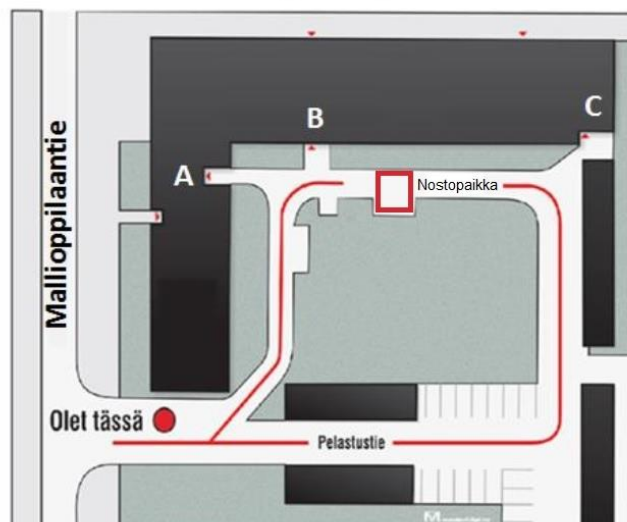 B
C
A
Nostopaikka
Mallioppilaantie
Olet tässä
Pelastustie